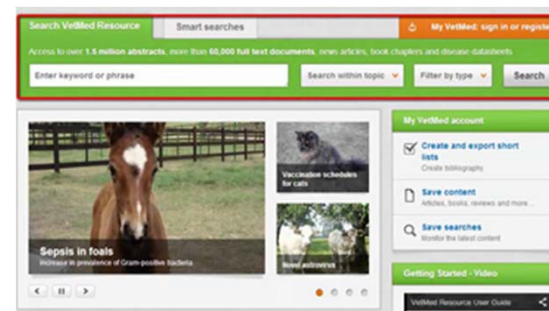 Search VetMed Resource
Smart searches
My VetMed: sign in or registe
Access to over 1.5 million abstracts, more than 60,000 full text documents, news articles, book chapters and disease datasheets
Enter keyword or phrase
Search within topic
Filter by type
Search
Sepsis in foals
Increase in prevalence of Gram-positive bacteria
Vaccination schedules
for cats
Novel astrovirus
My VetMed account
Create and export short
lists
Create bibliography
Save content
Articles, books, reviews and more...
Save searches
Monitor the latest content
Getting Started - Video
VetMed Resource User Guide